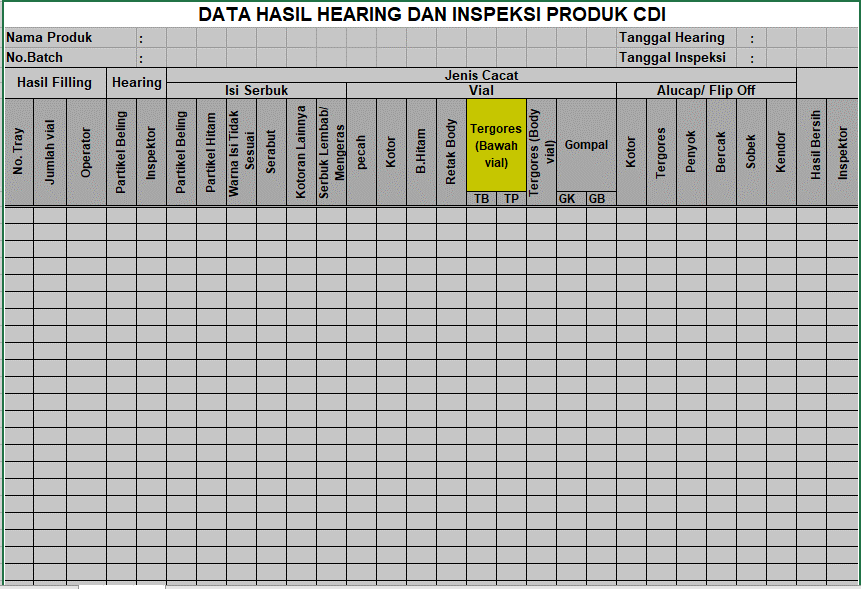 DATA HASIL HEARING DAN INSPEKSI PRODUK CDI
Nama Produk : Tanggal Hearing :
No.Batch : Tanggal Inspeksi :
Hasil Filling Hearing Jenis Cacat
Isi Serbuk Vial Alucap/ Flip Off
No. Tray
Jumlah vial
Operator
Partikel Beling
Inspektor
Partikel Beling
Partikel Hitam
Warna Isi Tidak
Sesuai
Serabut
Kotoran Lainnya
Serbuk Lembab/
Mengeras
pecah
Kotor
B.Hitam
Retak Body
Tergores
(Bawah
vial)
TB TP
Tergores (Body
vial)
Gompal
GK GB
Kotor
Tergores
Penyok
Bercak
Sobek
Kendor
Hasil Bersih
Inspektor